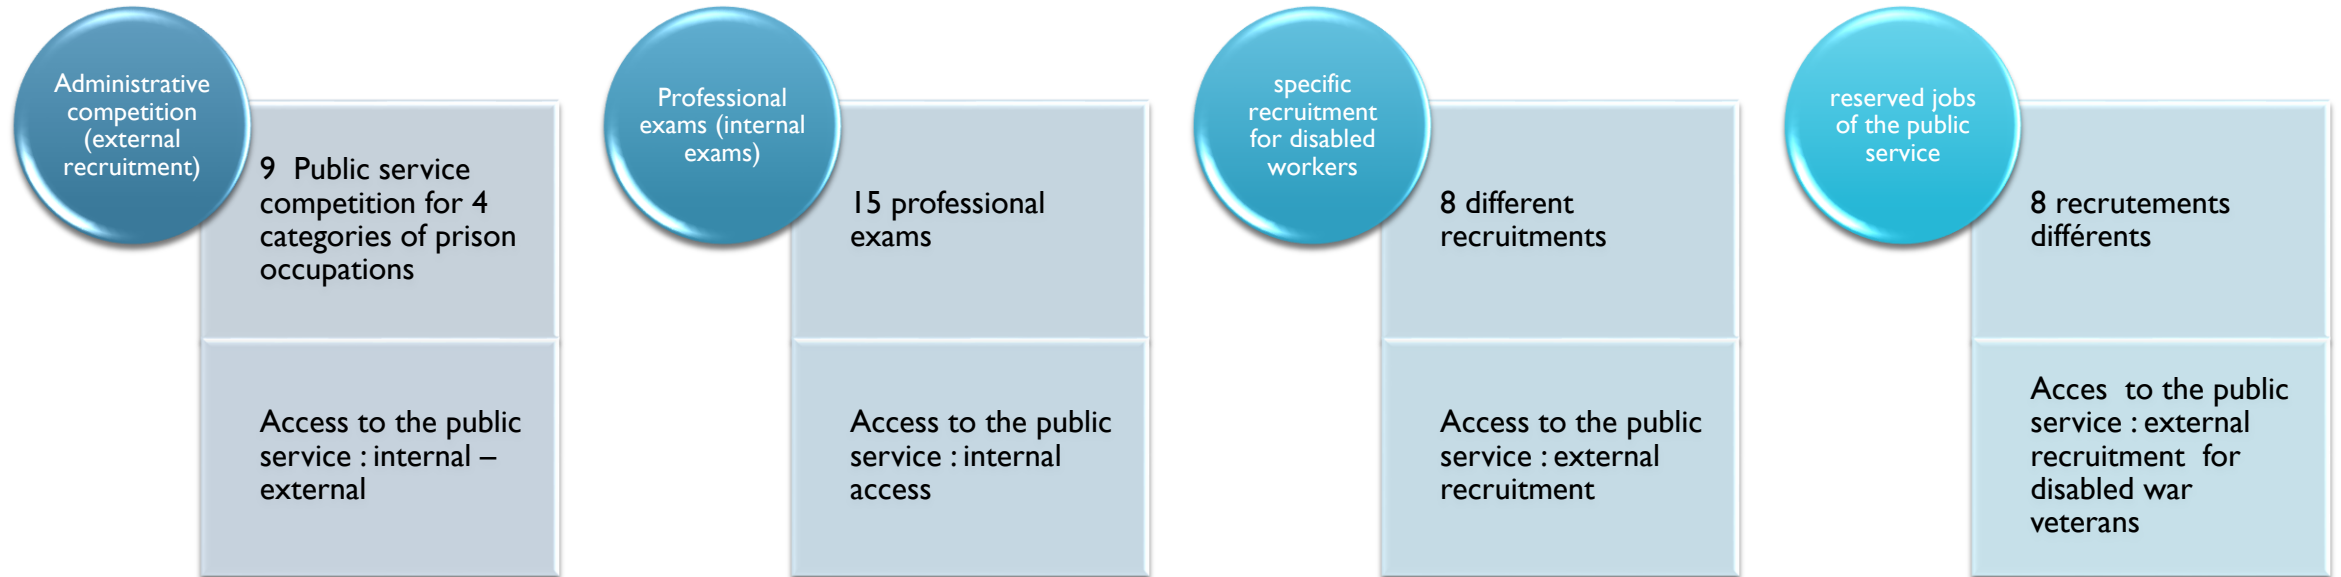 Administrative
competition
(external
recruitment)
9  Public service
competition for 4
categories of prison
occupations
Access to the public
service : internal –
external
Professional
exams (internal
exams)
15 professional
exams
Access to the public
service : internal
access
specific
recruitment
for disabled
workers
8 different
recruitments
Access to the public
service : external
recruitment
reserved jobs
of the public
service
8 recrutements
différents
Acces  to the public
service : external
recruitment  for
disabled war
veterans